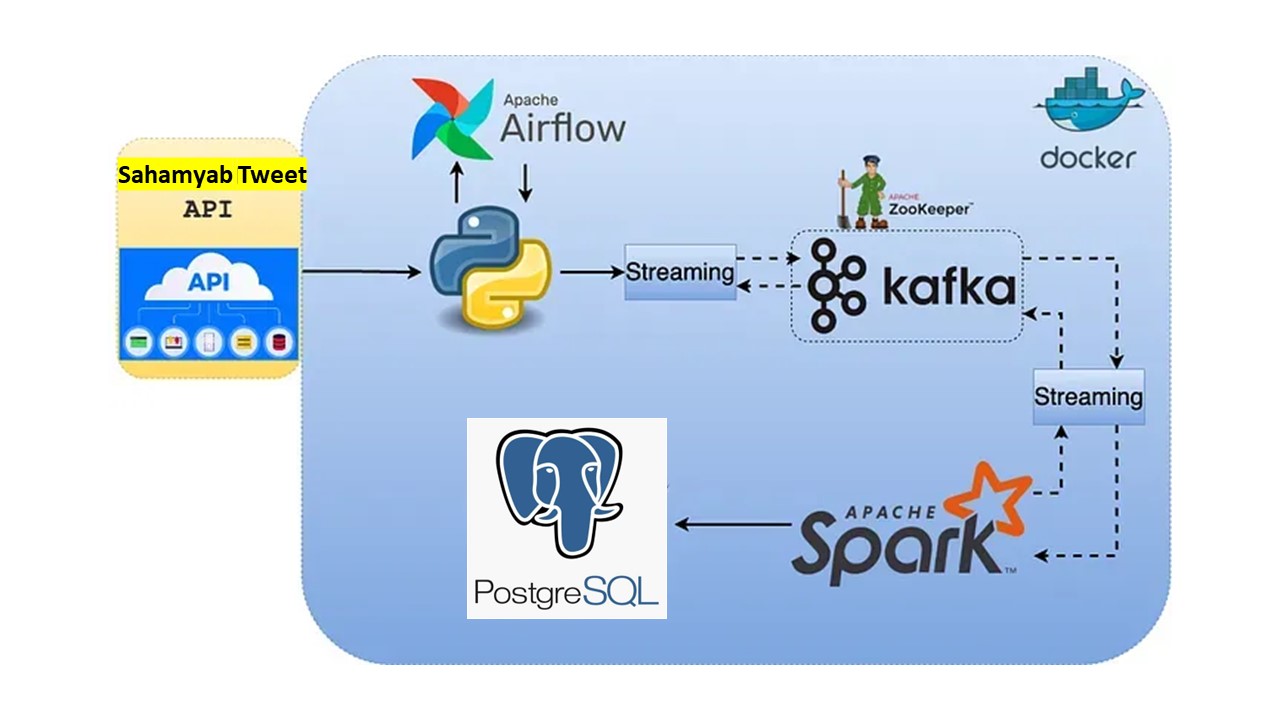 Apache
Airflow
docker
Sahamyab Tweet
API
API
APACHE
ZooKeeper™
Streaming
kafka
Streaming
APACHE
Spark™
PostgreSQL